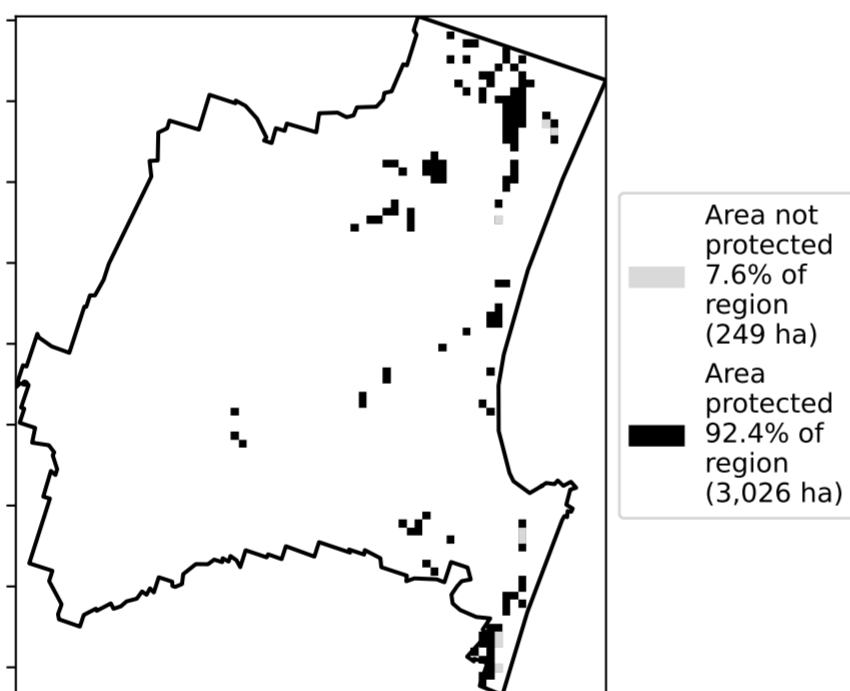 Area not
protected
7.6% of
region
(249 ha)
Area
protected
92.4% of
region
(3,026 ha)